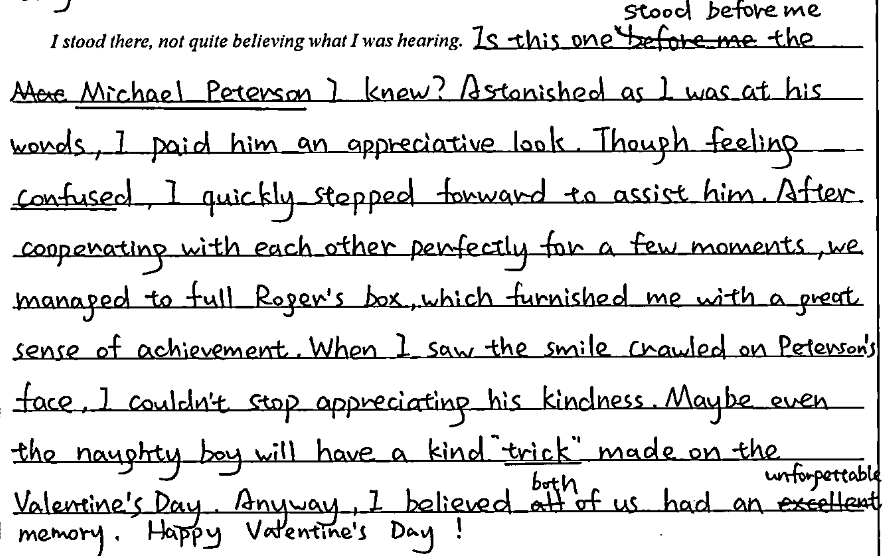 stood before me
I stood there, not quite believing what I was hearing. Is this one before me the
Michael Peterson I knew? Astonished as I was at his
words, I paid him an appreciative look. Though feeling
confused, I quickly stepped forward to assist him. After
cooperating with each other perfectly for a few moments, we
managed to full Roger's box, which furnished me with a great
sense of achievement. When I saw the smile crawled on Peterson's
face, I couldn't stop appreciating his kindness. Maybe even
the naughty boy will have a kind "trick" made on the
both unforgettable
Valentine's Day. Anyway, I believed all of us had an excellent
memory. Happy Valentine's Day !